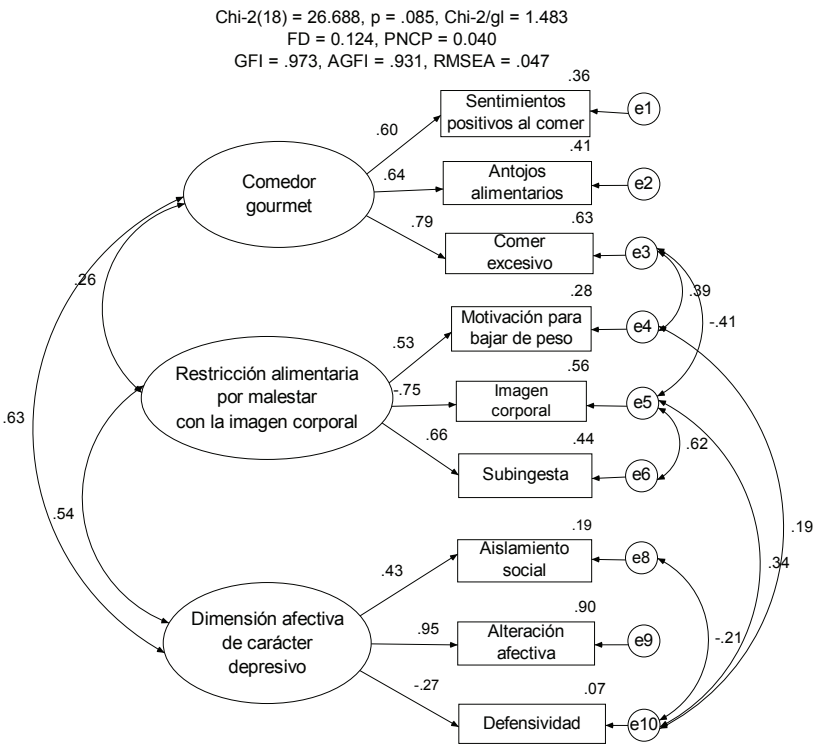 Chi-2(18) = 26.688, p = .085, Chi-2/gl = 1.483
FD = 0.124, PNCP = 0.040
GFI = .973, AGFI = .931, RMSEA = .047
.36
Sentimientos
positivos al comer
e1
.60
.41
Antojos
alimentarios
e2
.64
Comedor
gourmet
.63
.79
Comer
excesivo
e3
.26
.28
.39
-.41
Motivación para
bajar de peso
e4
.53
.56
Restricción alimentaria
por malestar
con la imagen corporal
-.75
Imagen
corporal
e5
.63
.66
.44
.62
Subingesta
e6
.54
.19
.19
Aislamiento
social
e8
.34
.43
.90
Dimensión afectiva
de carácter
depresivo
.95
Alteración
afectiva
e9
-.21
-.27
.07
Defensividad
e10